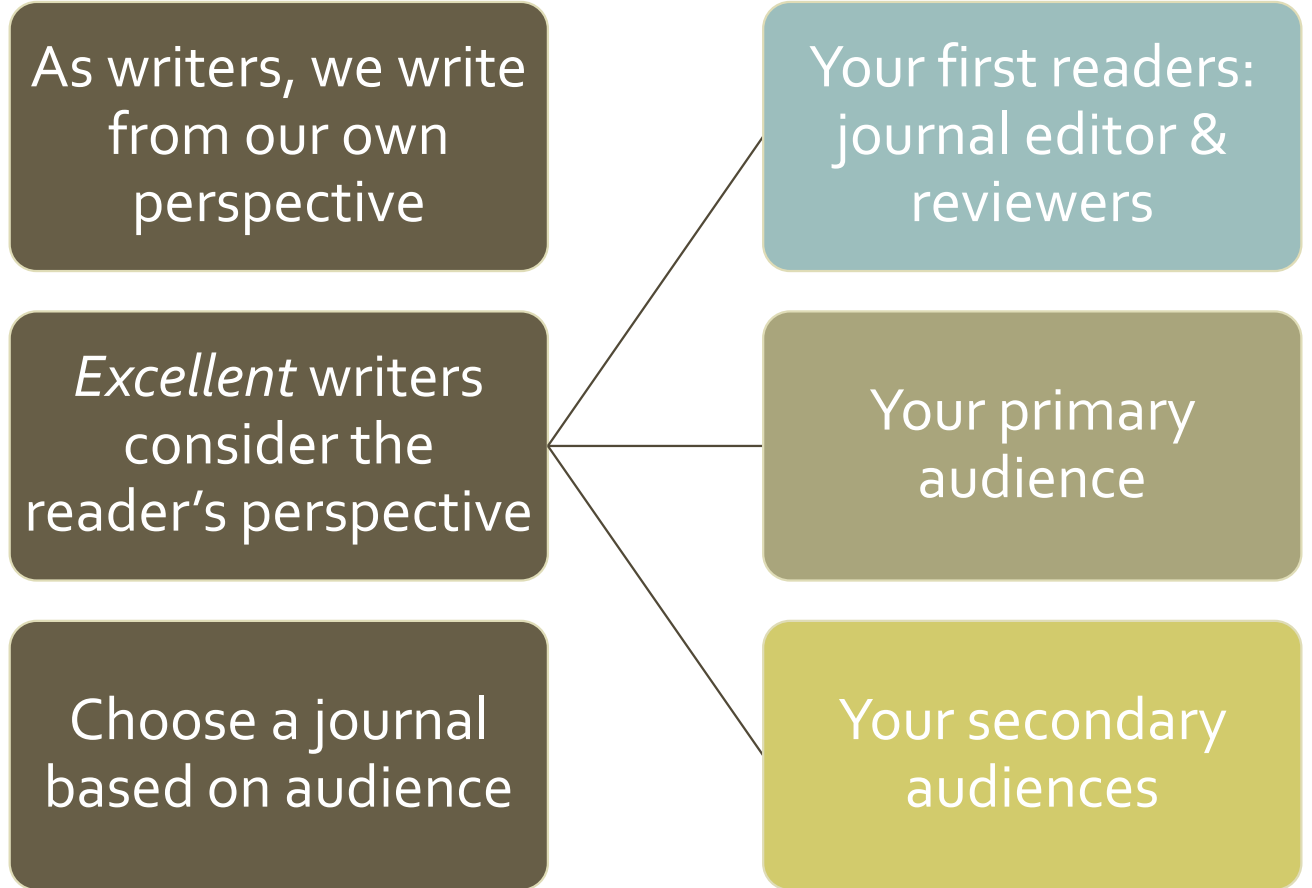 As writers, we write
from our own
perspective
Excellent writers
consider the
reader’s perspective
Choose a journal
based on audience
Your first readers:
journal editor &
reviewers
Your primary
audience
Your secondary
audiences